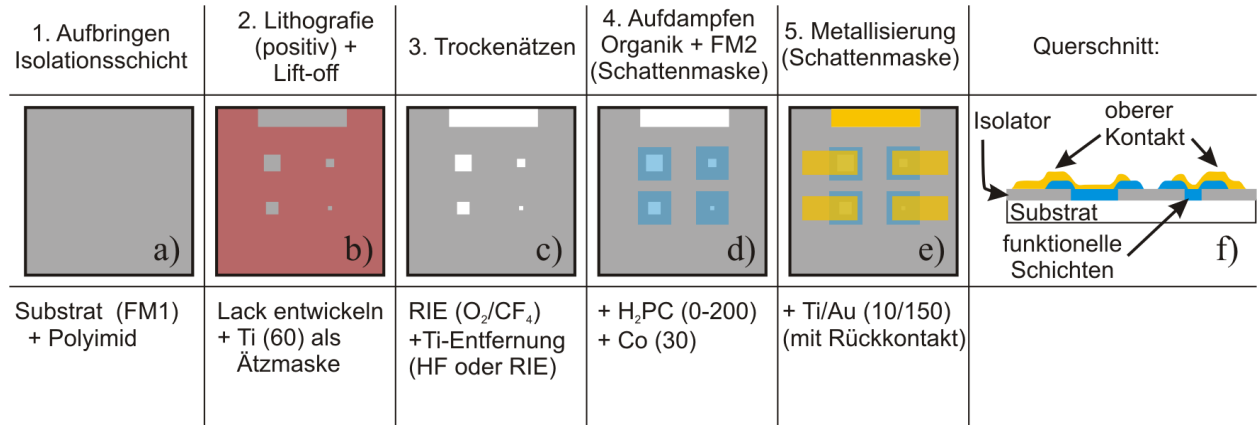 1. Aufbringen
Isolationsschicht
2. Lithografie
(positiv) +
Lift-off
3. Trockenätzen
4. Aufdampfen
Organik + FM2
(Schattenmaske)
5. Metallisierung
(Schattenmaske)
Querschnitt:
a)
b)
c)
d)
e)
Isolator
oberer
Kontakt
Substrat
funktionelle
Schichten
f)
Substrat (FM1)
+ Polyimid
Lack entwickeln
+ Ti (60) als
Ätzmaske
RIE (O₂/CF₄)
+Ti-Entfernung
(HF oder RIE)
+ H₂PC (0-200)
+ Co (30)
+ Ti/Au (10/150)
(mit Rückkontakt)